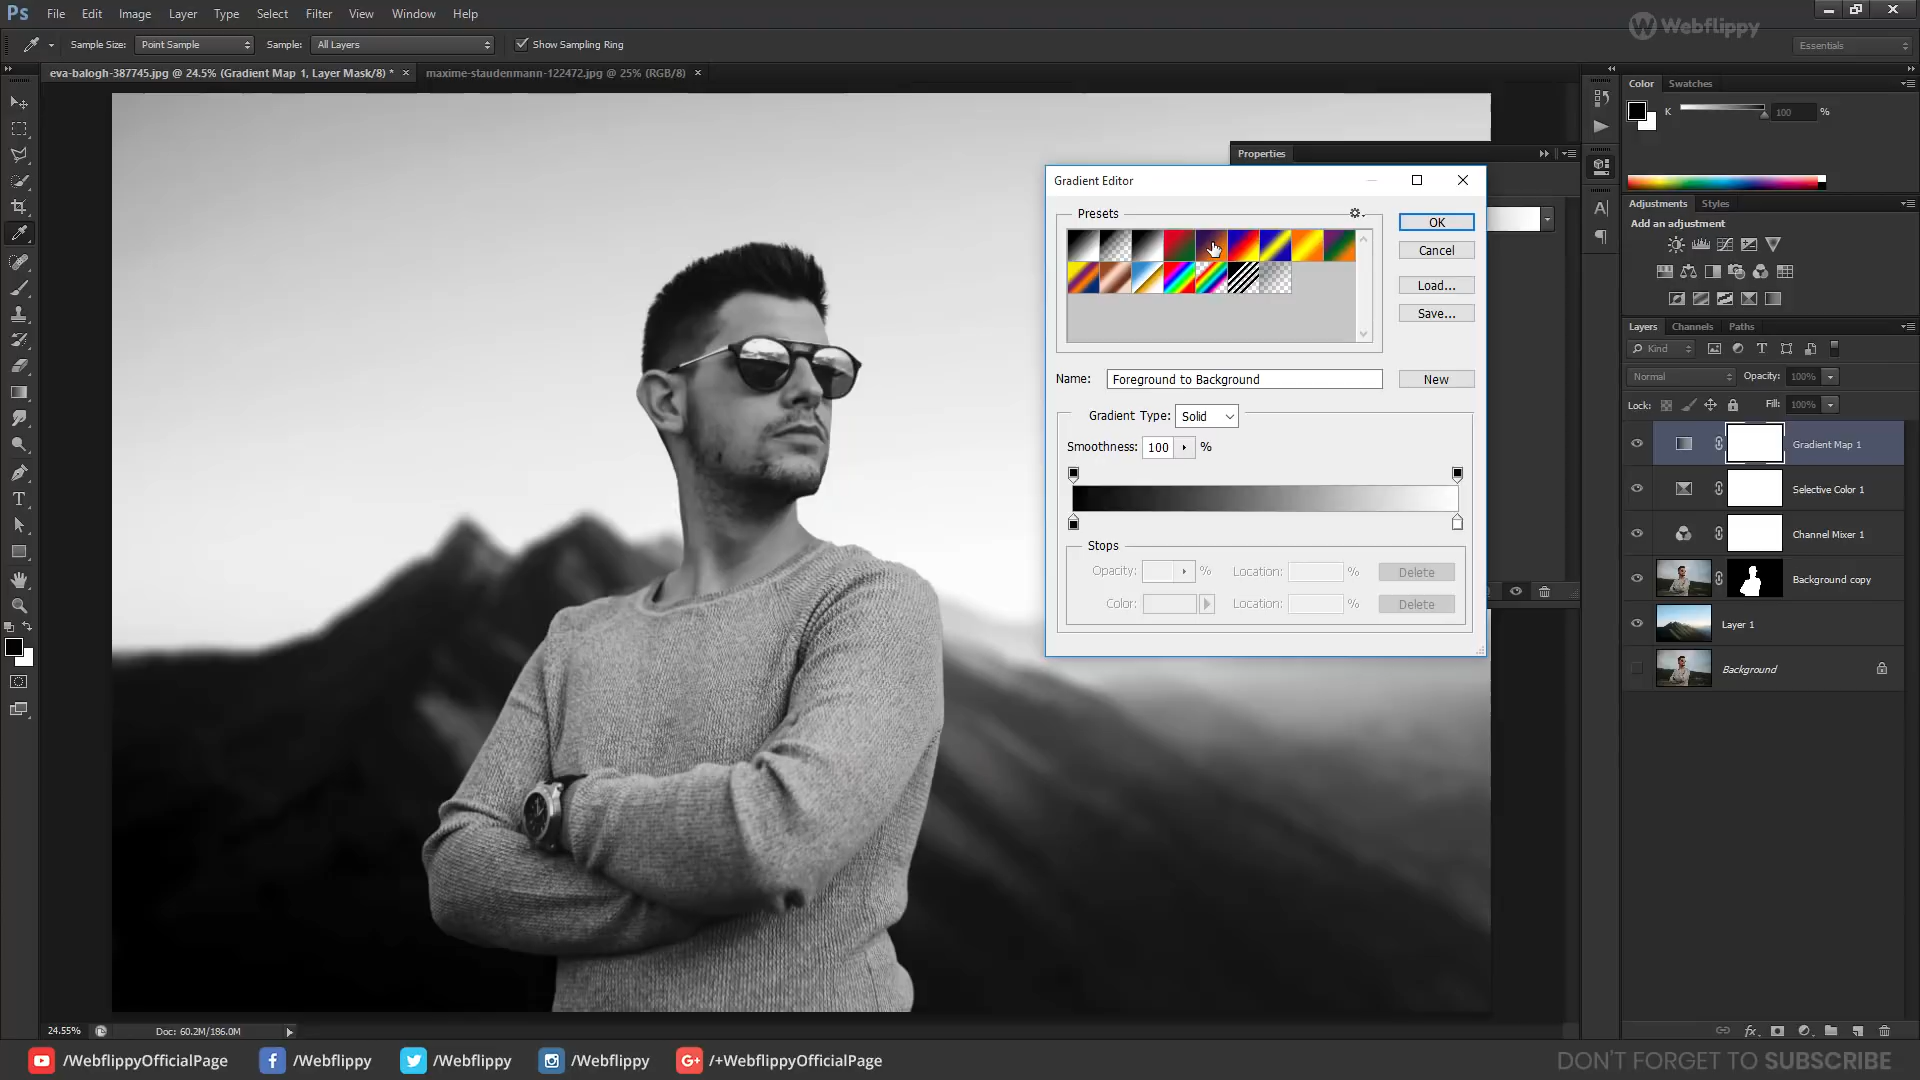 Ps File Edit Image Layer Type Select Filter View Window Help
Webflippy
Sample Size: Point Sample Sample: All Layers Show Sampling Ring
Essentials
eva-balogh-387745.jpg @ 24.5% (Gradient Map 1, Layer Mask/8) * × maxime-staudenmann-122472.jpg @ 25% (RGB/8) ×
Color Swatches
K 100 %
Properties
Gradient Editor
Presets
OK
Cancel
Load...
Save...
Name: Foreground to Background New
Gradient Type: Solid
Smoothness: 100 %
Stops
Opacity: % Location: % Delete
Color: Location: % Delete
Adjustments Styles
Add an adjustment
Layers Channels Paths
Kind
Normal Opacity: 100%
Lock: Fill: 100%
Gradient Map 1
Selective Color 1
Channel Mixer 1
Background copy
Layer 1
Background
fx
T
A
24.55% Doc: 60.2M/186.0M
/WebflippyOfficialPage /Webflippy /Webflippy /Webflippy G+ /+WebflippyOfficialPage
DON'T FORGET TO SUBSCRIBE